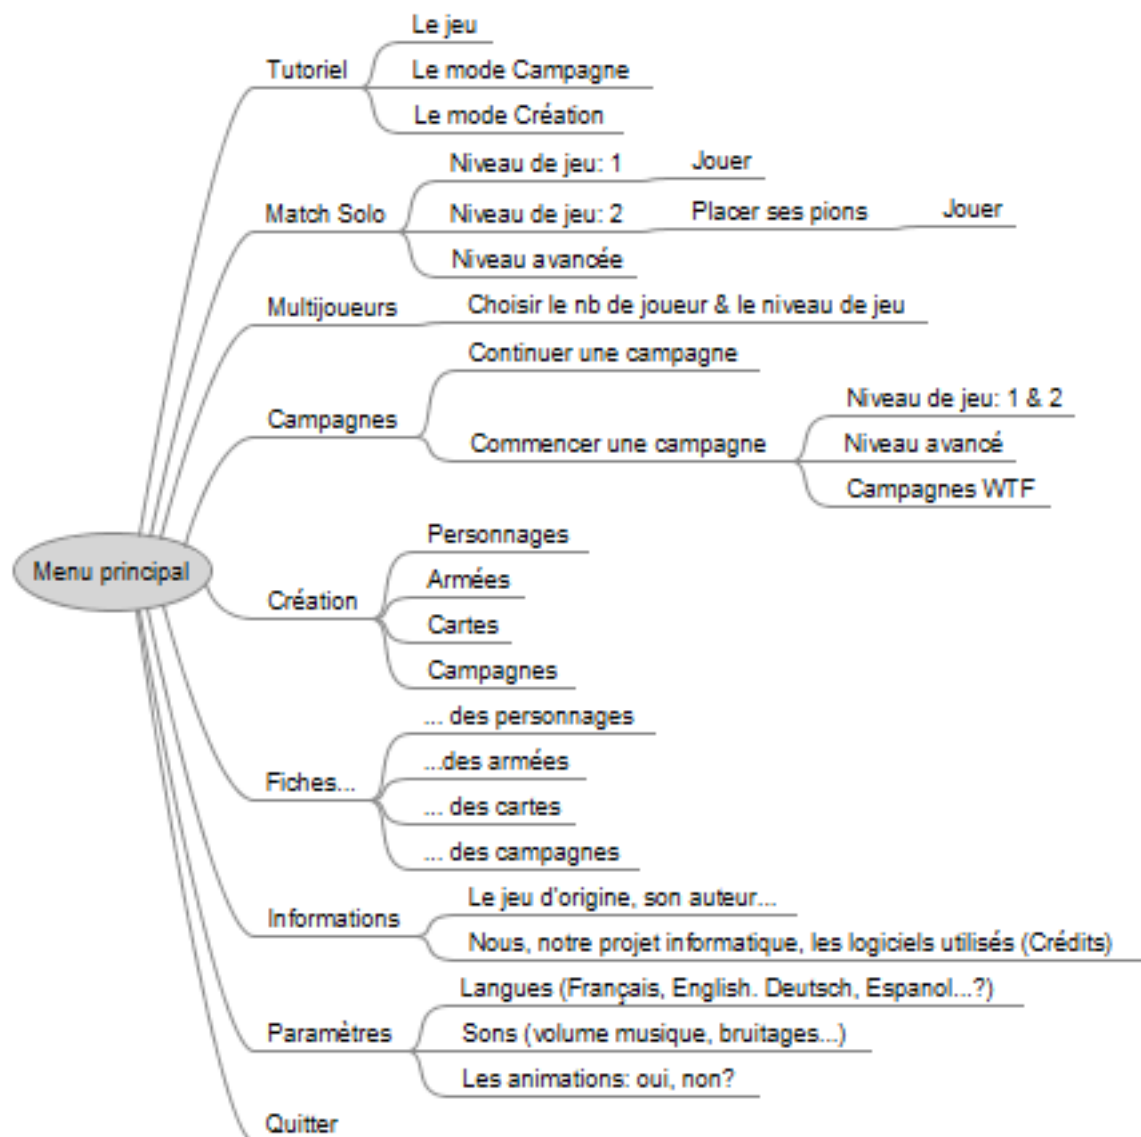 Le jeu
Tutoriel
Le mode Campagne
Le mode Création
Niveau de jeu: 1
Jouer
Match Solo
Niveau de jeu: 2
Placer ses pions
Jouer
Niveau avancée
Multijoueurs
Choisir le nb de joueur & le niveau de jeu
Continuer une campagne
Campagnes
Commencer une campagne
Niveau de jeu: 1 & 2
Niveau avancé
Campagnes WTF
Menu principal
Personnages
Création
Armées
Cartes
Campagnes
... des personnages
Fiches...
...des armées
... des cartes
... des campagnes
Informations
Le jeu d'origine, son auteur...
Nous, notre projet informatique, les logiciels utilisés (Crédits)
Langues (Français, English. Deutsch, Espanol...?)
Paramètres
Sons (volume musique, bruitages...)
Les animations: oui, non?
Quitter